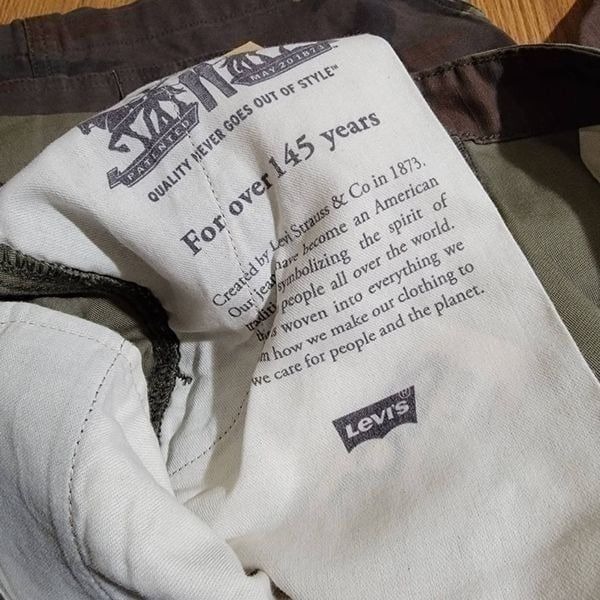 MAY 20 1873
PATENTED
QUALITY NEVER GOES OUT OF STYLE™
For over 145 years
Created by Levi Strauss & Co in 1873.
Our jeans have become an American
symbolizing the spirit of
people all over the world.
woven into everything we
how we make our clothing to
we care for people and the planet.
LEVI'S®